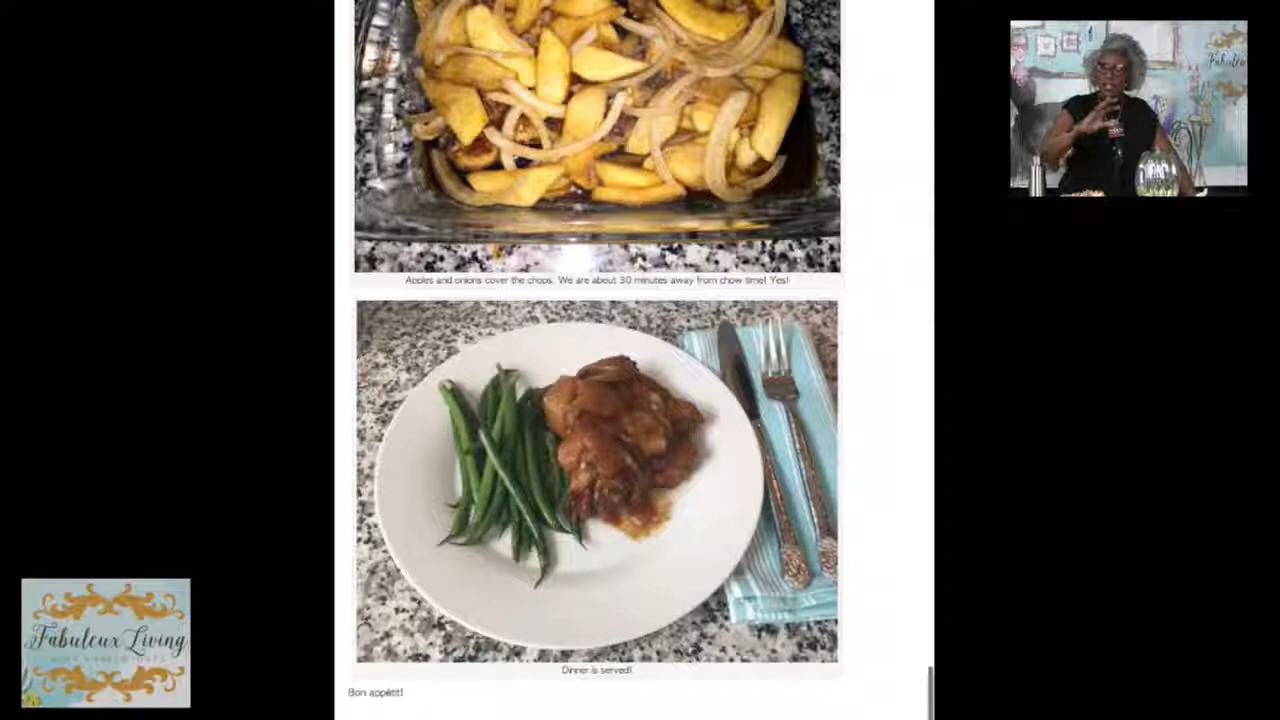 Fabuleu
Apples and onions cover the chops. We are about 30 minutes away from chow time! Yes!
Dinner is served!
Bon appétit!
Fabuleux Living